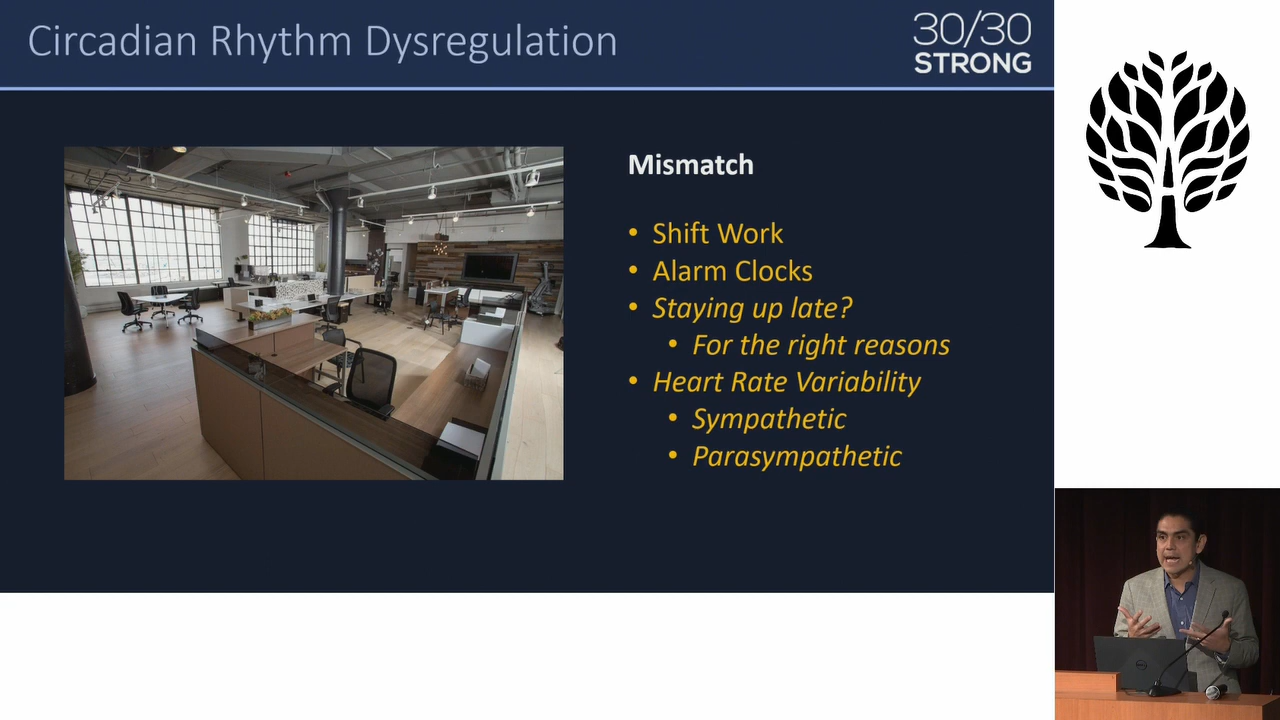 Circadian Rhythm Dysregulation
30/30
STRONG
Mismatch
• Shift Work
• Alarm Clocks
• Staying up late?
• For the right reasons
• Heart Rate Variability
• Sympathetic
• Parasympathetic
DELL